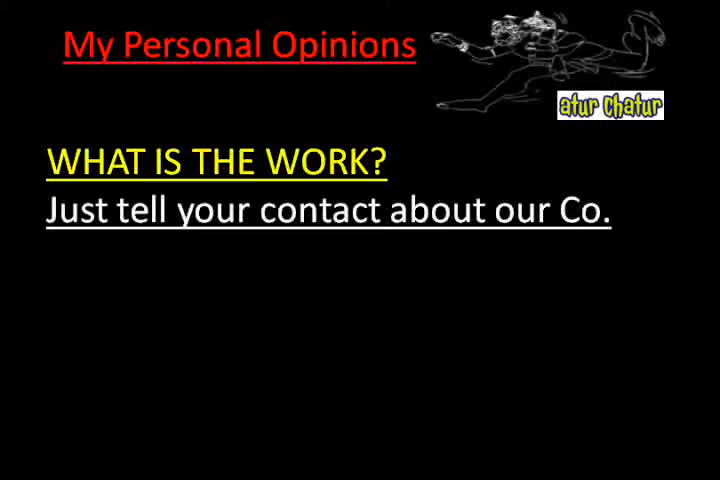 My Personal Opinions
atur chatur
WHAT IS THE WORK?
Just tell your contact about our Co.